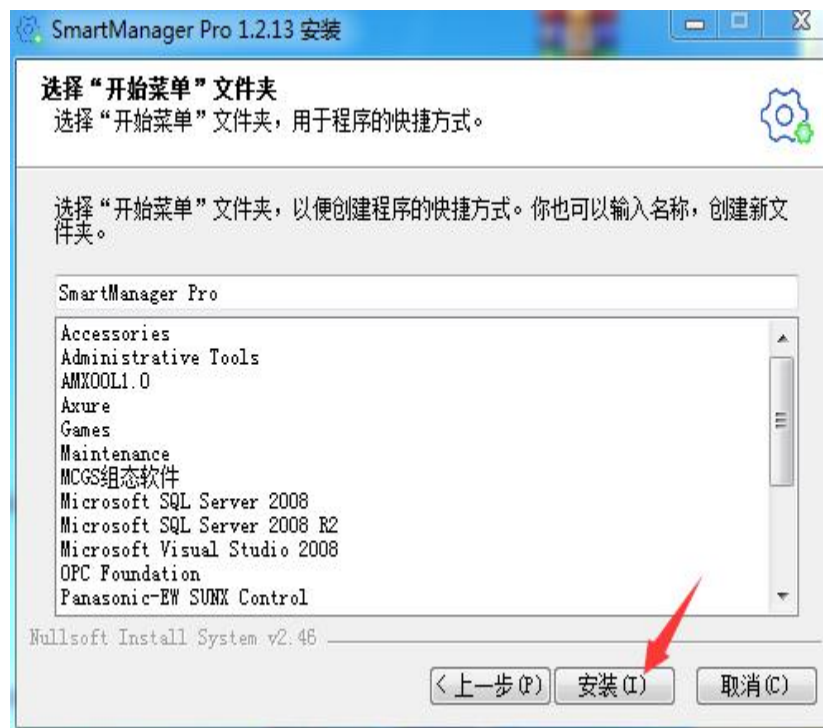 SmartManager Pro 1.2.13 安装
选择“开始菜单”文件夹
选择“开始菜单”文件夹，用于程序的快捷方式。
选择“开始菜单”文件夹，以便创建程序的快捷方式。你也可以输入名称，创建新文
件夹。
SmartManager Pro
Accessories
Administrative Tools
AMX00L1.0
Axure
Games
Maintenance
MCGS组态软件
Microsoft SQL Server 2008
Microsoft SQL Server 2008 R2
Microsoft Visual Studio 2008
OPC Foundation
Panasonic-EW SUNX Control
Nullsoft Install System v2.46
< 上一步(P) 安装(I) 取消(C)